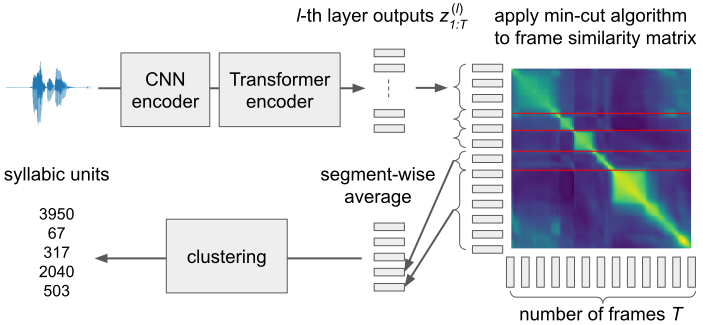 l-th layer outputs z_{1:T}^{(l)}
apply min-cut algorithm
to frame similarity matrix
CNN
encoder
Transformer
encoder
syllabic units
3950
67
317
2040
503
clustering
segment-wise
average
number of frames T